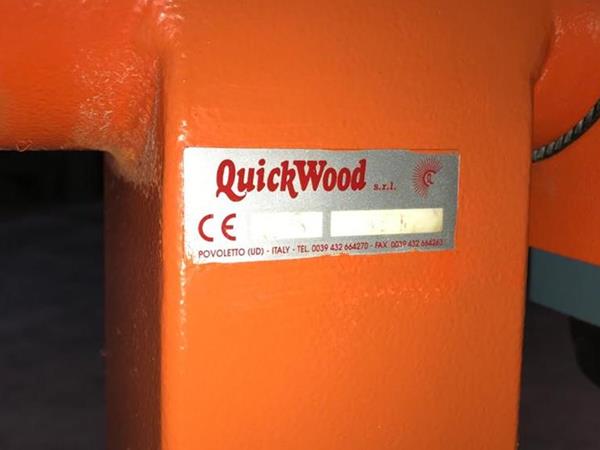 QuickWood s.r.l.
CE
POVOLETTO (UD) - ITALY - TEL. 0039 432 664270 - FAX. 0039 432 664263